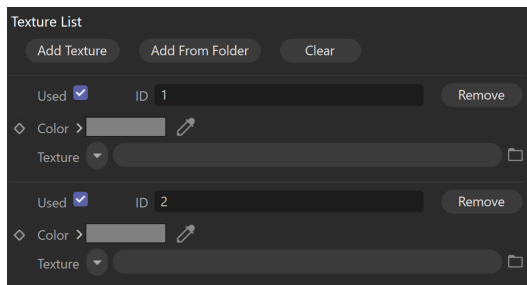 Texture List
Add Texture Add From Folder Clear
Used ID 1 Remove
Color
Texture
Used ID 2 Remove
Color
Texture